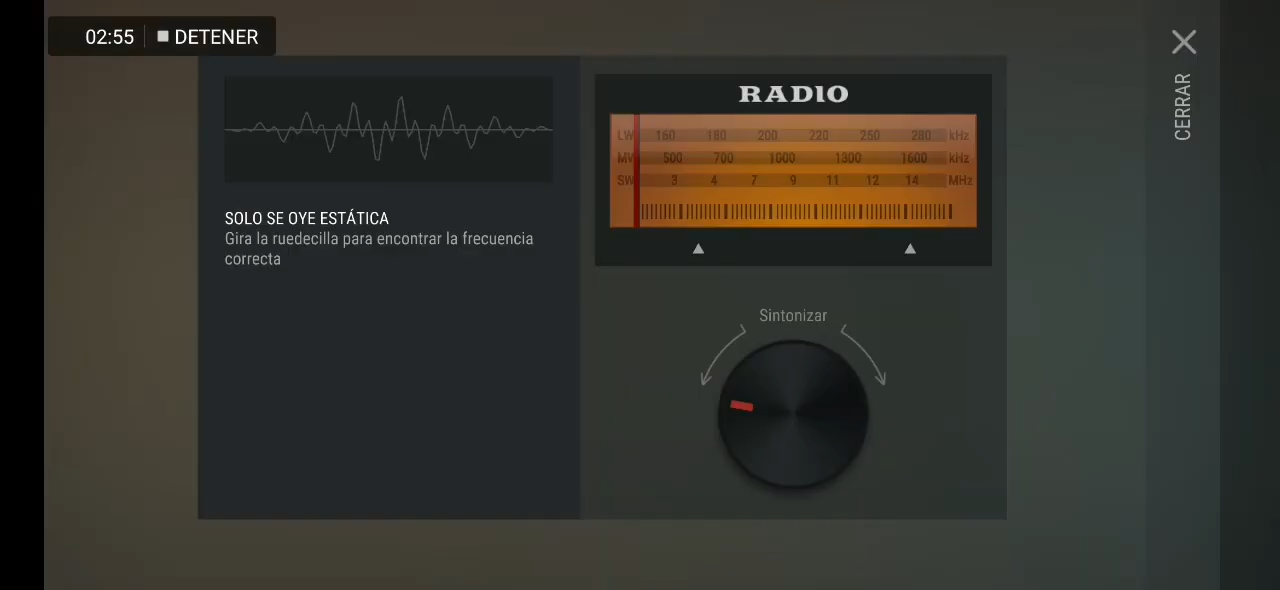 02:55 DETENER
CERRAR
SOLO SE OYE ESTÁTICA
Gira la ruedecilla para encontrar la frecuencia
correcta
RADIO
LW 160 180 200 220 250 280 kHz
MW 500 700 1000 1300 1600 kHz
SW 3 4 7 9 11 12 14 MHz
Sintonizar